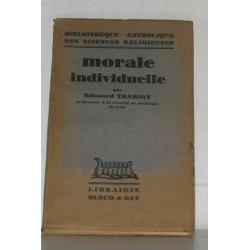 BIBLIOTHÈQUE CATHOLIQUE
DES SCIENCES RELIGIEUSES
morale
individuelle
par
Edouard THAMIRY
professeur à la faculté de théologie
de Lille
LIBRAIRIE
BLOUD & GAY